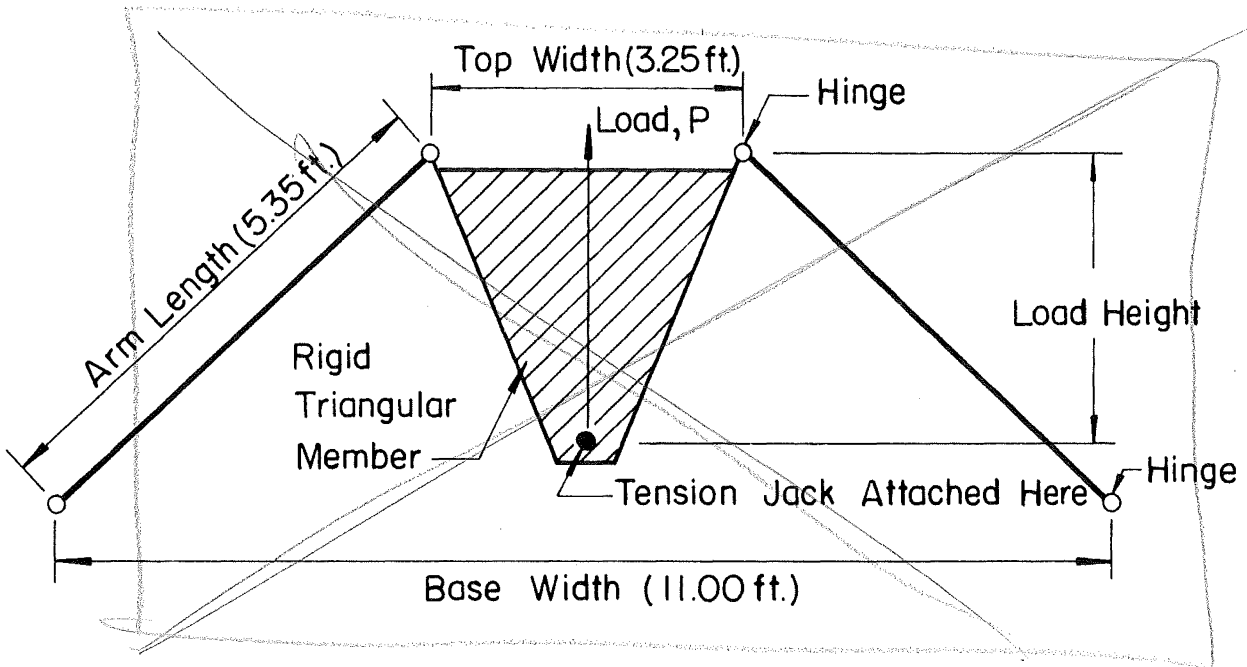 Top Width (3.25 ft.)
Hinge
Load, P
Arm Length (5.35 ft.)
Load Height
Rigid
Triangular
Member
Hinge
Tension Jack Attached Here
Base Width (11.00 ft.)